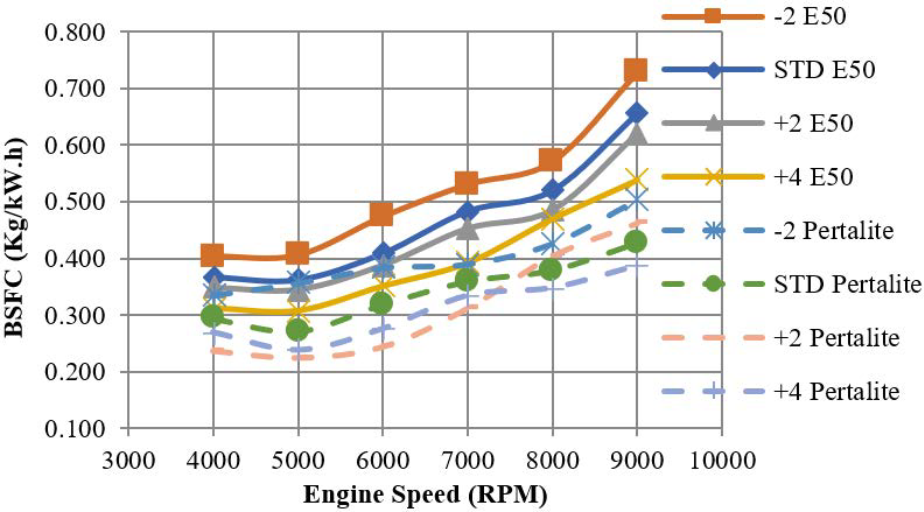 0.800
0.700
0.600
0.500
0.400
0.300
0.200
0.100
BSFC (Kg/kW.h)
3000 4000 5000 6000 7000 8000 9000 10000
Engine Speed (RPM)
-2 E50
STD E50
+2 E50
+4 E50
-2 Pertalite
STD Pertalite
+2 Pertalite
+4 Pertalite